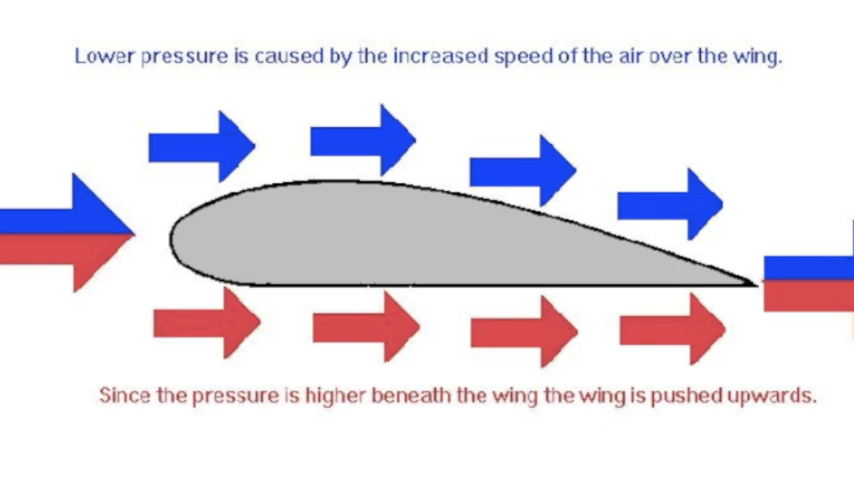 Lower pressure is caused by the increased speed of the air over the wing.
Since the pressure is higher beneath the wing the wing is pushed upwards.